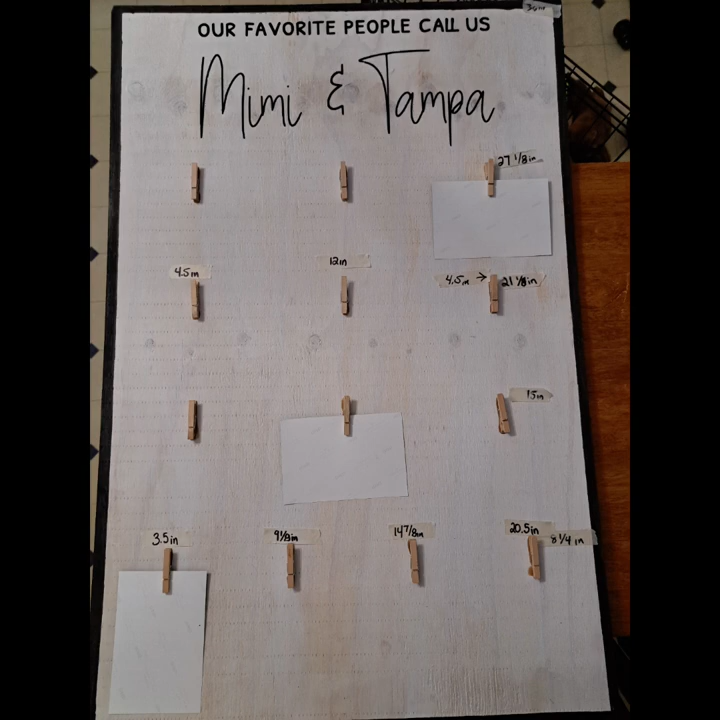 36in
OUR FAVORITE PEOPLE CALL US
Mimi & Tampa
27 1/8in
12in
4.5in
4.5in → 21 1/8in
15in
3.5in
9 1/8in
14 7/8in
20.5in
8 1/4 in